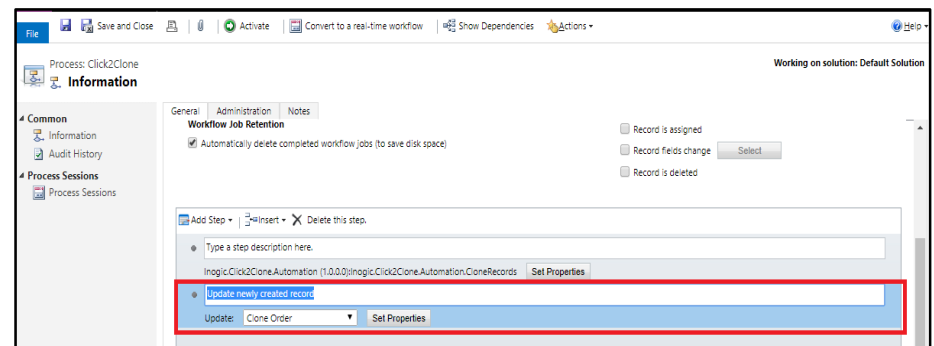 File
Save and Close
Activate
Convert to a real-time workflow
Show Dependencies
Actions
Help
Process: Click2Clone
Information
Working on solution: Default Solution
Common
Information
Audit History
Process Sessions
Process Sessions
General Administration Notes
Workflow Job Retention
Automatically delete completed workflow jobs (to save disk space)
Record is assigned
Record fields change Select
Record is deleted
Add Step Insert Delete this step.
Type a step description here.
Inogic.Click2Clone.Automation (1.0.0.0):Inogic.Click2Clone.Automation.CloneRecords Set Properties
Update newly created record
Update: Clone Order Set Properties